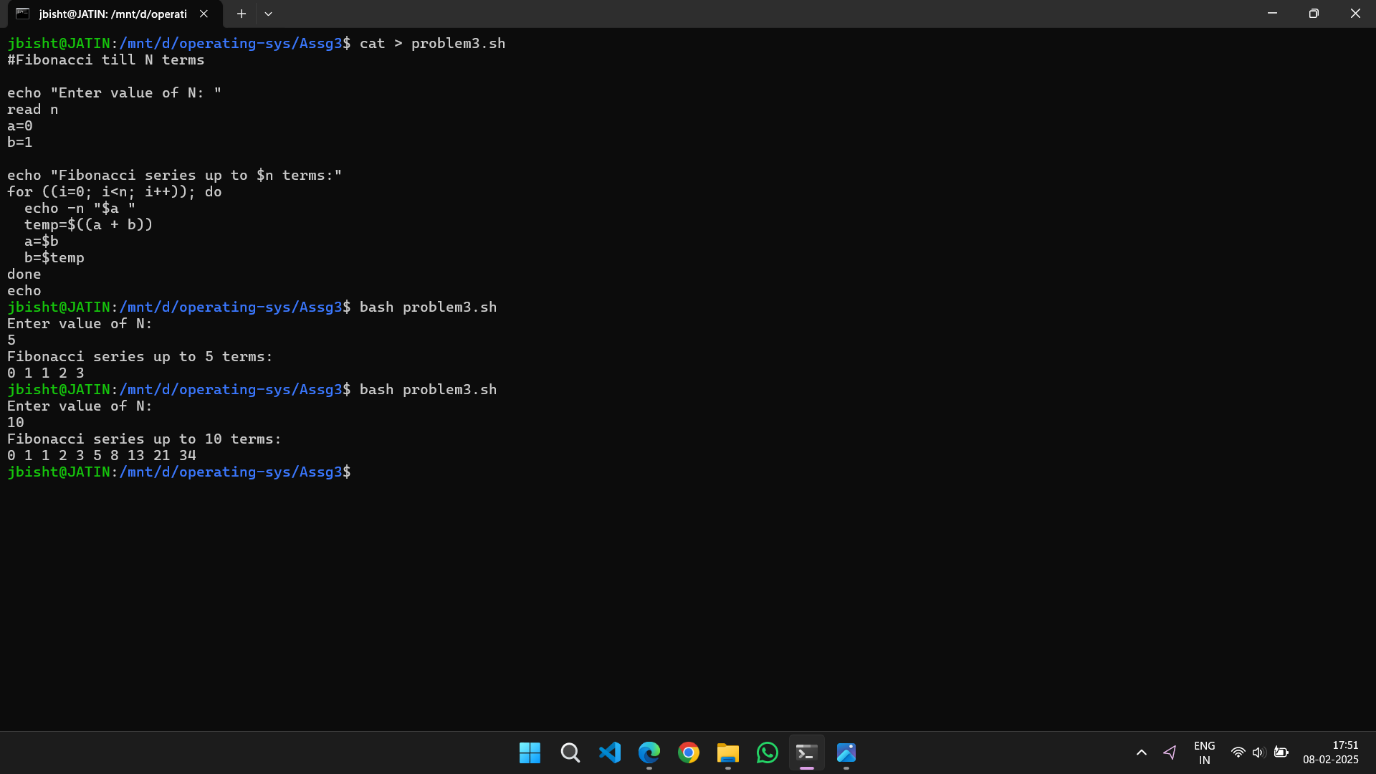 jbisht@JATIN: /mnt/d/operati
jbisht@JATIN:/mnt/d/operating-sys/Assg3$ cat > problem3.sh
#Fibonacci till N terms

echo "Enter value of N: "
read n
a=0
b=1

echo "Fibonacci series up to $n terms:"
for ((i=0; i<n; i++)); do
  echo -n "$a "
  temp=$((a + b))
  a=$b
  b=$temp
done
echo
jbisht@JATIN:/mnt/d/operating-sys/Assg3$ bash problem3.sh
Enter value of N:
5
Fibonacci series up to 5 terms:
0 1 1 2 3
jbisht@JATIN:/mnt/d/operating-sys/Assg3$ bash problem3.sh
Enter value of N:
10
Fibonacci series up to 10 terms:
0 1 1 2 3 5 8 13 21 34
jbisht@JATIN:/mnt/d/operating-sys/Assg3$
ENG
IN
17:51
08-02-2025